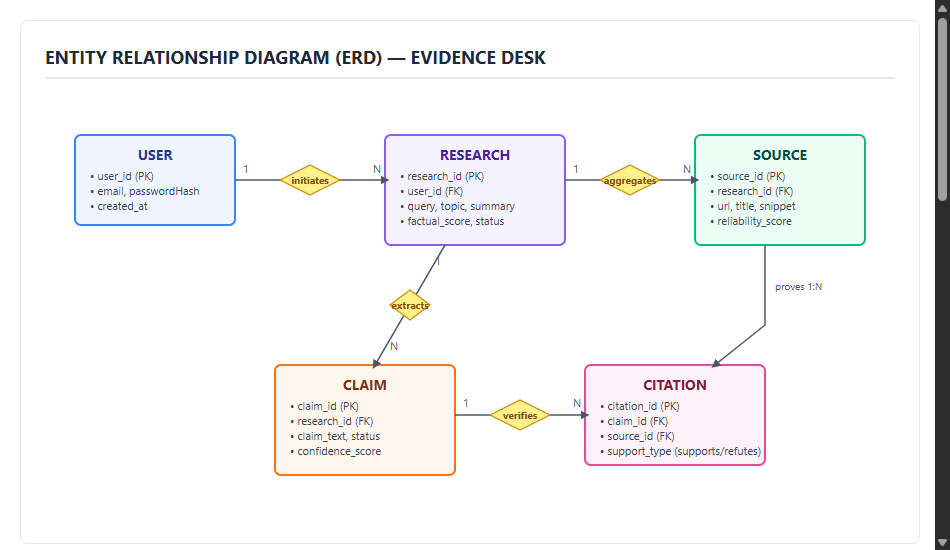 ENTITY RELATIONSHIP DIAGRAM (ERD) — EVIDENCE DESK
USER
• user_id (PK)
• email, passwordHash
• created_at
1
initiates
N
RESEARCH
• research_id (PK)
• user_id (FK)
• query, topic, summary
• factual_score, status
1
aggregates
N
SOURCE
• source_id (PK)
• research_id (FK)
• url, title, snippet
• reliability_score
1
extracts
N
proves 1:N
CLAIM
• claim_id (PK)
• research_id (FK)
• claim_text, status
• confidence_score
1
verifies
N
CITATION
• citation_id (PK)
• claim_id (FK)
• source_id (FK)
• support_type (supports/refutes)